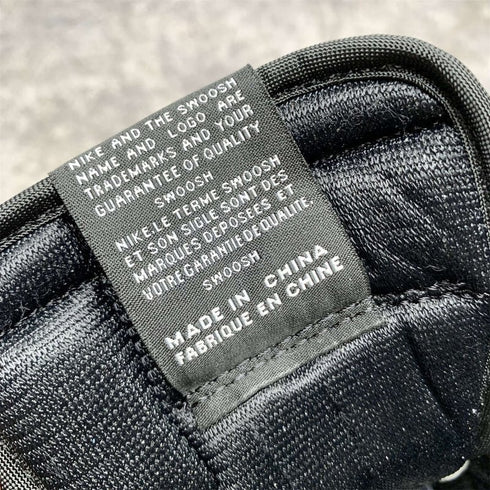 NIKE AND THE SWOOSH
NAME AND LOGO ARE
TRADEMARKS AND YOUR
GUARANTEE OF QUALITY
SWOOSH
NIKE:LE TERME SWOOSH
ET SON SIGLE SONT DES
MARQUES DEPOSÉES ET
VOTRE GARANTIE DE QUALITE.
SWOOSH
MADE IN CHINA
FABRIQUE EN CHINE